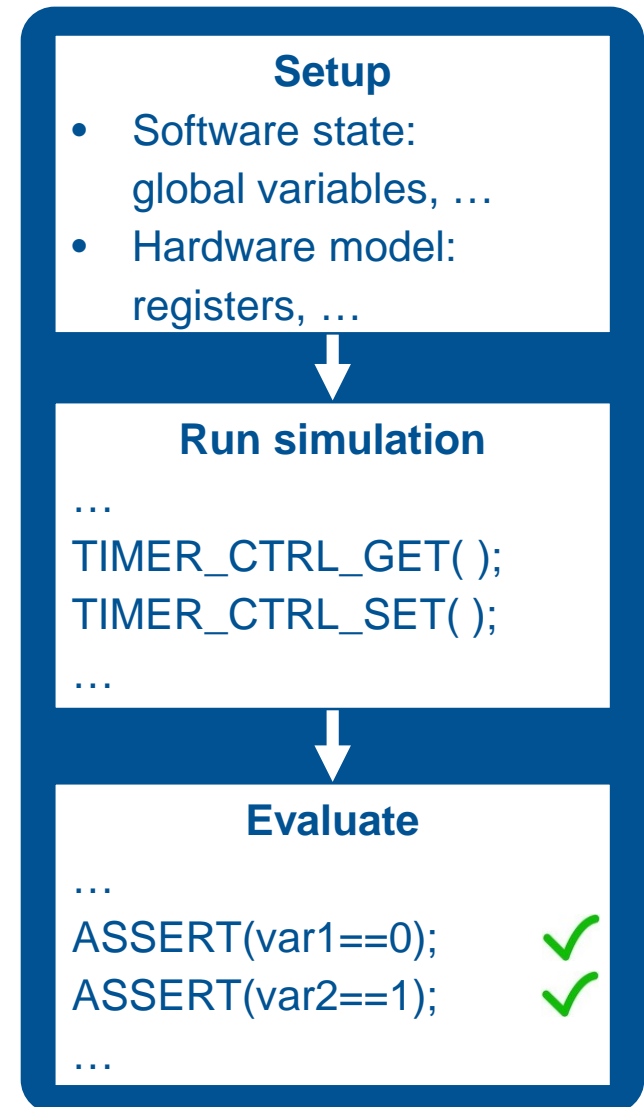 Setup
• Software state:
global variables, …
• Hardware model:
registers, …
Run simulation
…
TIMER_CTRL_GET( );
TIMER_CTRL_SET( );
…
Evaluate
…
ASSERT(var1==0);
ASSERT(var2==1);
…